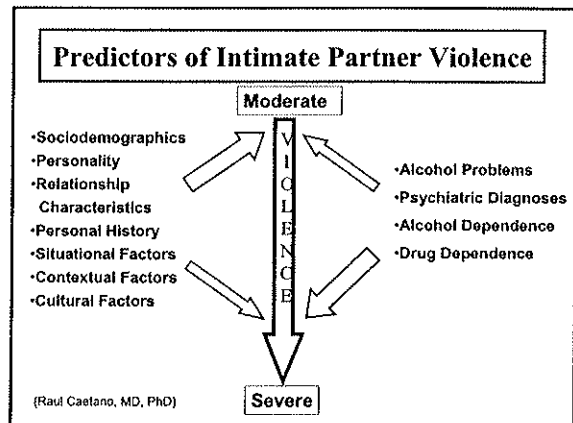 Predictors of Intimate Partner Violence
Moderate
•Sociodemographics
•Personality
•Relationship
Characteristics
•Personal History
•Situational Factors
•Contextual Factors
•Cultural Factors
VIOLENCE
•Alcohol Problems
•Psychiatric Diagnoses
•Alcohol Dependence
•Drug Dependence
Severe
(Raul Caetano, MD, PhD)